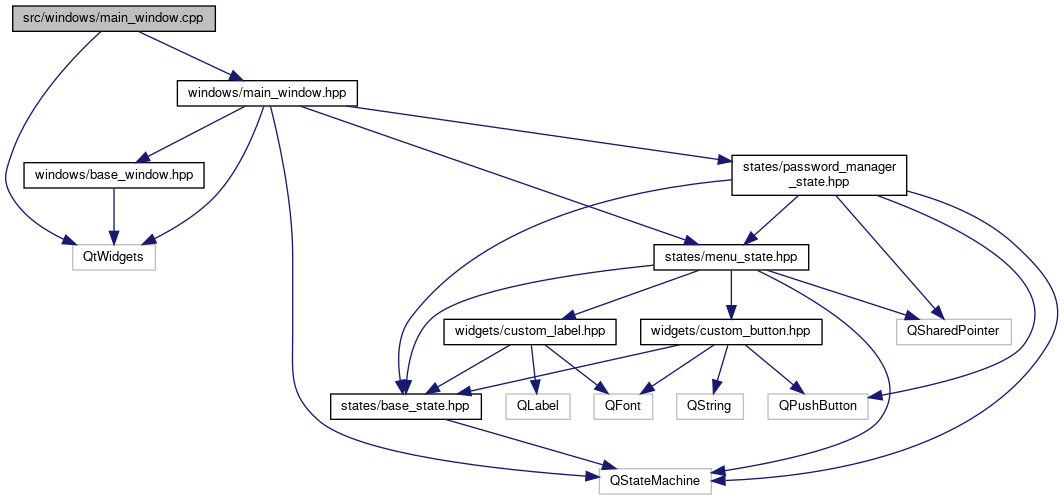 src/windows/main_window.cpp
windows/main_window.hpp
windows/base_window.hpp
states/password_manager
_state.hpp
QtWidgets
states/menu_state.hpp
widgets/custom_label.hpp
widgets/custom_button.hpp
QSharedPointer
states/base_state.hpp
QLabel
QFont
QString
QPushButton
QStateMachine